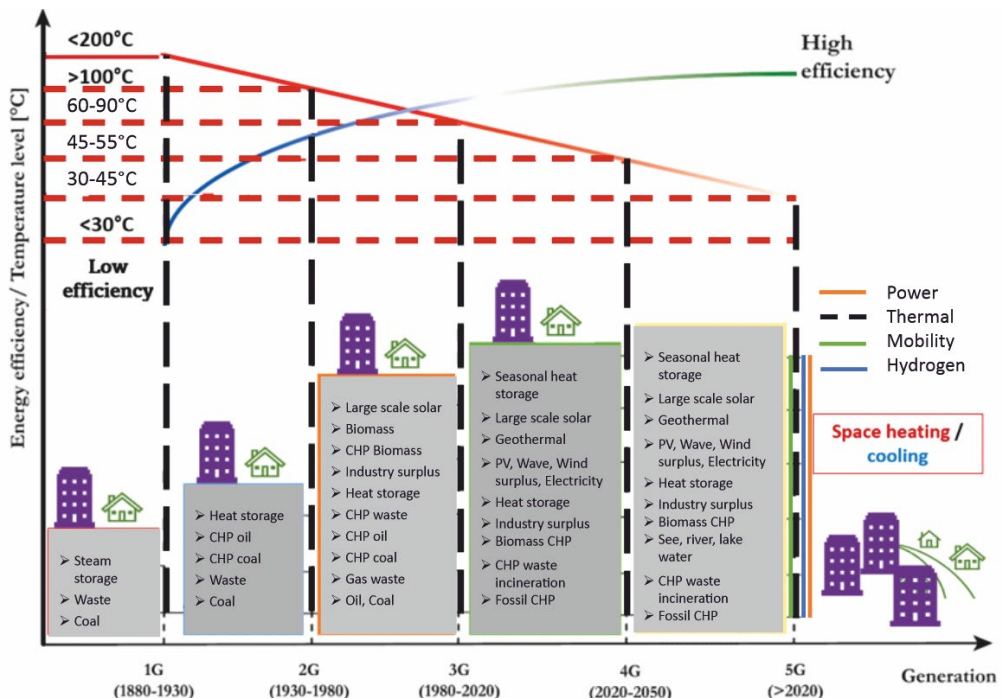 Energy efficiency/ Temperature level [°C]
<200°C
>100°C
60-90°C
45-55°C
30-45°C
<30°C
Low
efficiency
High
efficiency
Power
Thermal
Mobility
Hydrogen
Space heating /
cooling
➢ Steam
storage
➢ Waste
➢ Coal
➢ Heat storage
➢ CHP oil
➢ CHP coal
➢ Waste
➢ Coal
➢ Large scale solar
➢ Biomass
➢ CHP Biomass
➢ Industry surplus
➢ Heat storage
➢ CHP waste
➢ CHP oil
➢ CHP coal
➢ Gas waste
➢ Oil, Coal
➢ Seasonal heat
storage
➢ Large scale solar
➢ Geothermal
➢ PV, Wave, Wind
surplus, Electricity
➢ Heat storage
➢ Industry surplus
➢ Biomass CHP
➢ CHP waste
incineration
➢ Fossil CHP
➢ Seasonal heat
storage
➢ Large scale solar
➢ Geothermal
➢ PV, Wave, Wind
surplus, Electricity
➢ Heat storage
➢ Industry surplus
➢ Biomass CHP
➢ See, river, lake
water
➢ CHP waste
incineration
➢ Fossil CHP
1G
(1880-1930)
2G
(1930-1980)
3G
(1980-2020)
4G
(2020-2050)
5G
(>2020)
Generation